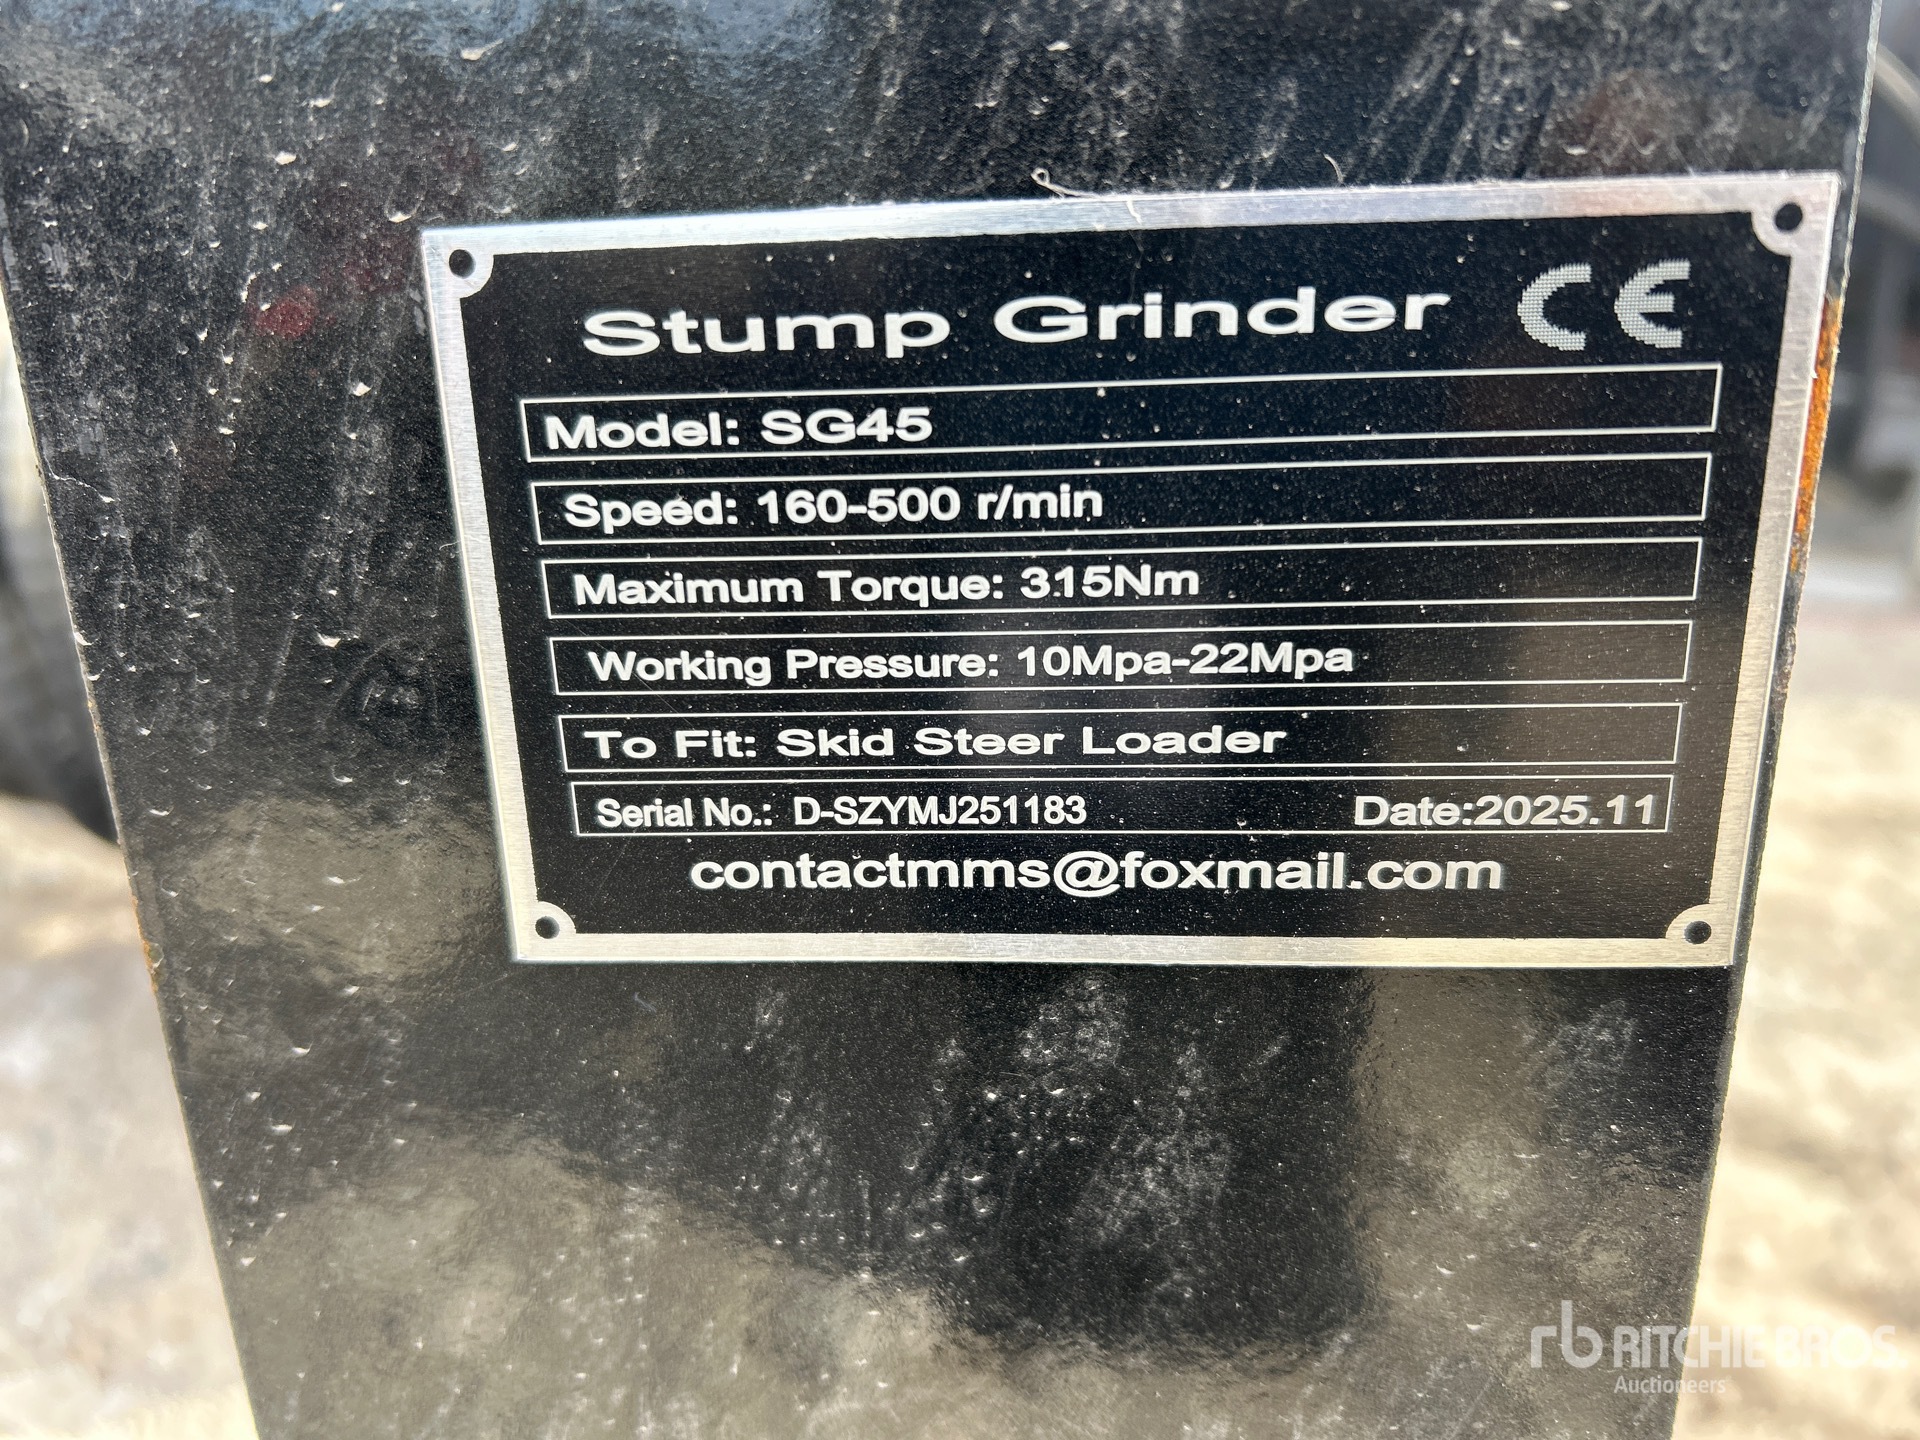 Stump Grinder CE
Model: SG45
Speed: 160-500 r/min
Maximum Torque: 315Nm
Working Pressure: 10Mpa-22Mpa
To Fit: Skid Steer Loader
Serial No.: D-SZYMJ251183 Date:2025.11
contactmms@foxmail.com
rb RITCHIE BROS.
Auctioneers